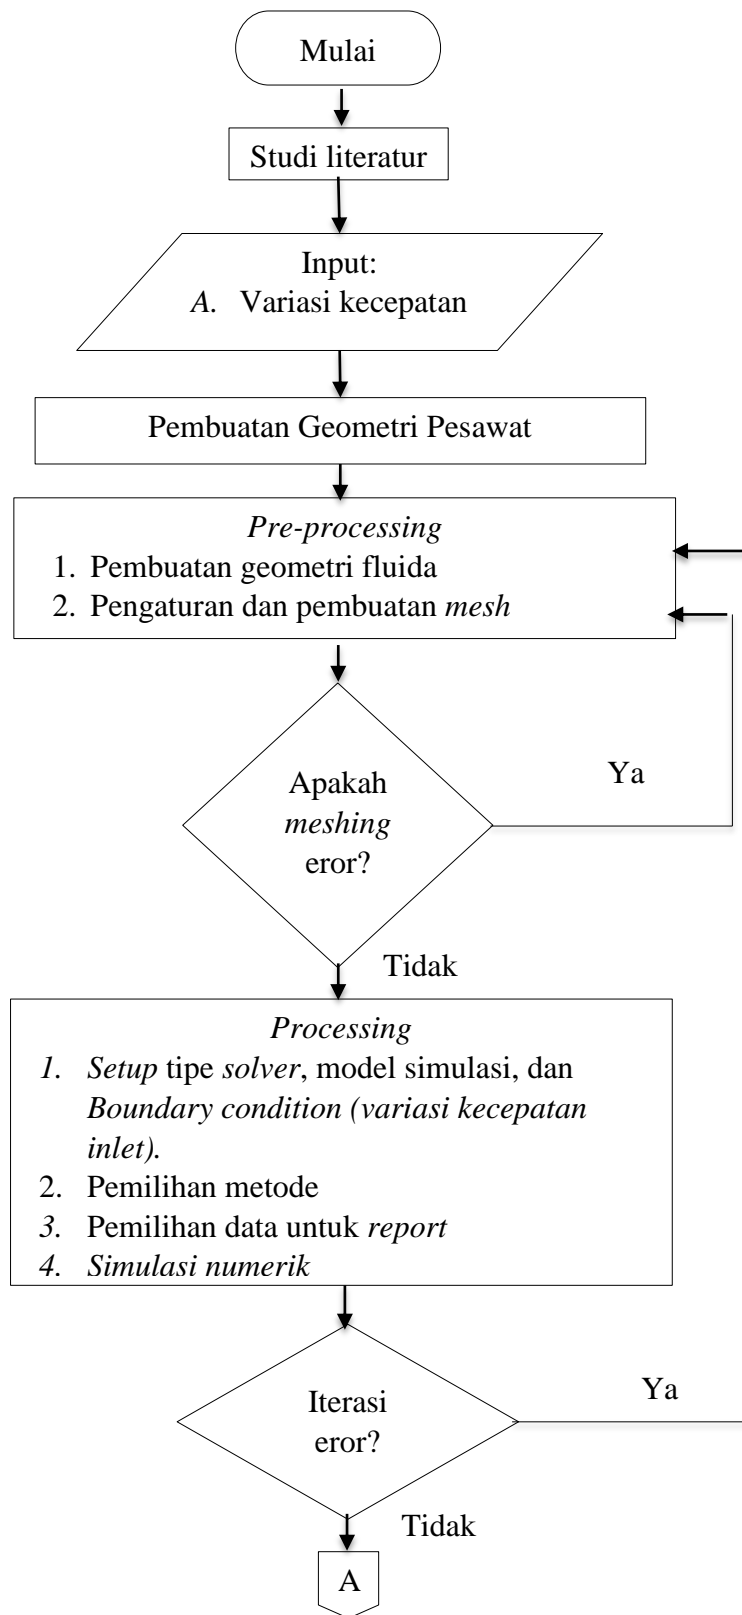 Mulai
Studi literatur
Input:
A. Variasi kecepatan
Pembuatan Geometri Pesawat
Pre-processing
1. Pembuatan geometri fluida
2. Pengaturan dan pembuatan mesh
Apakah
meshing
eror?
Ya
Tidak
Processing
1. Setup tipe solver, model simulasi, dan
Boundary condition (variasi kecepatan
inlet).
2. Pemilihan metode
3. Pemilihan data untuk report
4. Simulasi numerik
Iterasi
eror?
Ya
Tidak
A